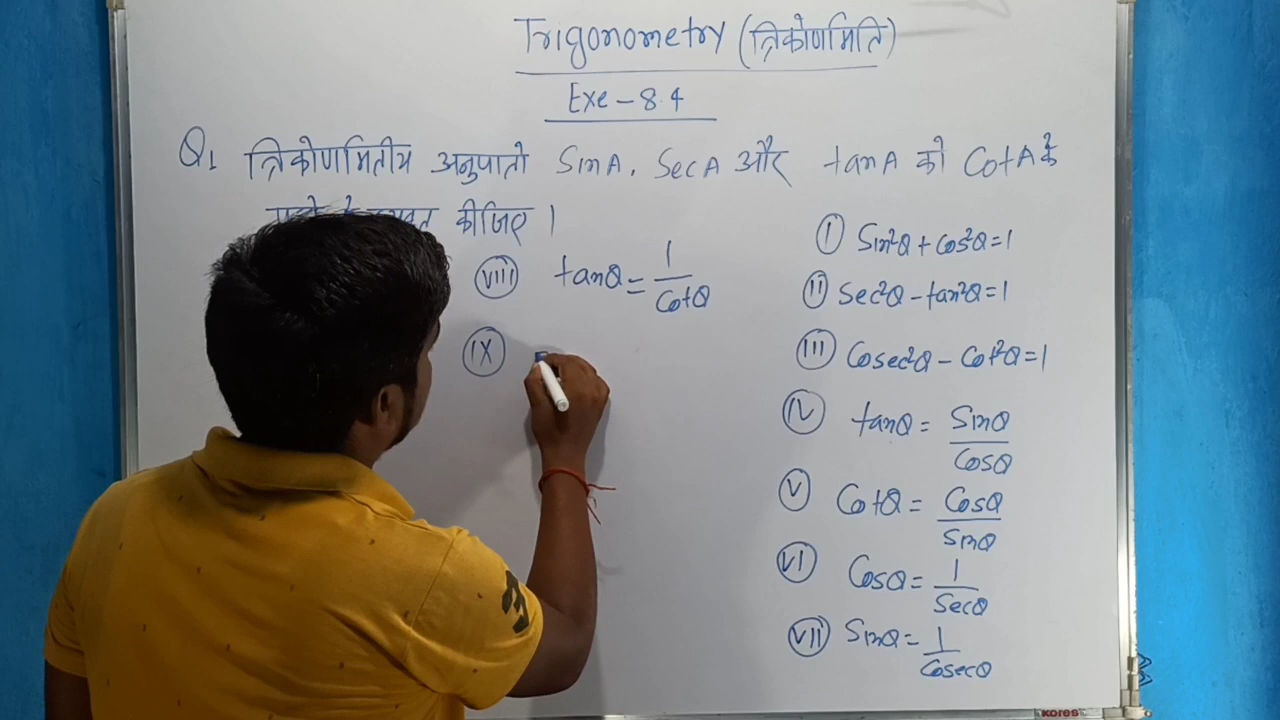 Trigonometry (त्रिकोणमिति)
Exe - 8.4
Q1 त्रिकोणमितीय अनुपातो SinA, SecA और tanA को CotA के
कीजिए ।
(i) Sin²θ + Cos²θ = 1
(viii) tanθ = 1/Cotθ
(ii) Sec²θ - tan²θ = 1
(ix)
(iii) Cosec²θ - Cot²θ = 1
(iv) tanθ = Sinθ/Cosθ
(v) Cotθ = Cosθ/Sinθ
(vi) Cosθ = 1/Secθ
(vii) Sinθ = 1/Cosecθ
kores